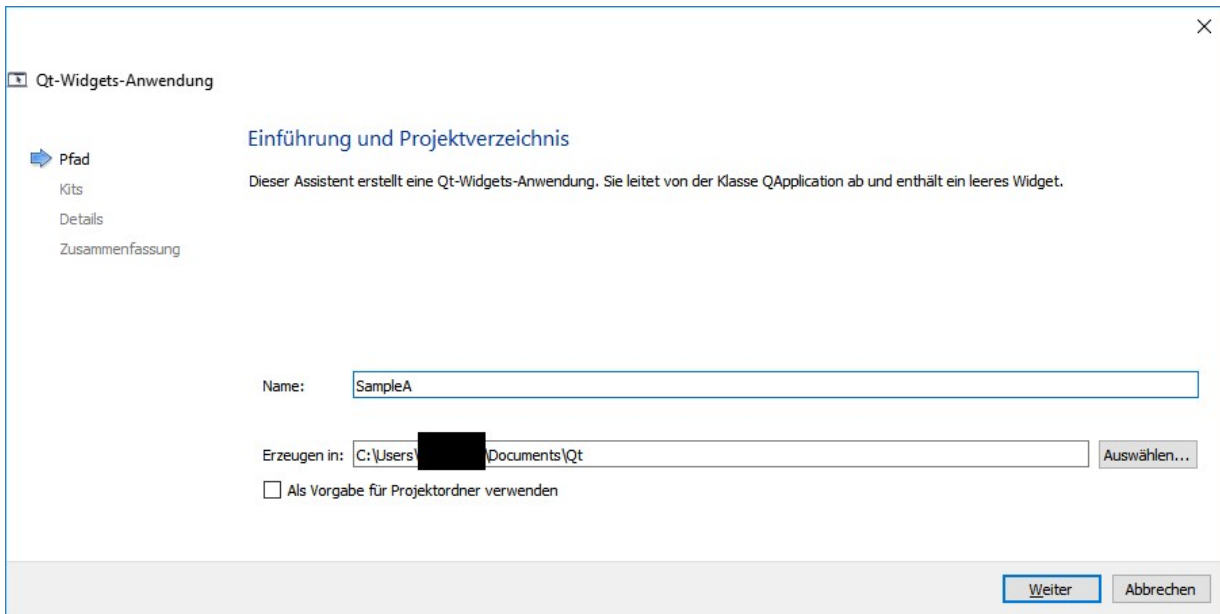 Qt-Widgets-Anwendung
Pfad
Kits
Details
Zusammenfassung
Einführung und Projektverzeichnis
Dieser Assistent erstellt eine Qt-Widgets-Anwendung. Sie leitet von der Klasse QApplication ab und enthält ein leeres Widget.
Name: SampleA
Erzeugen in: C:\Users\ \Documents\Qt Auswählen...
Als Vorgabe für Projektordner verwenden
Weiter Abbrechen